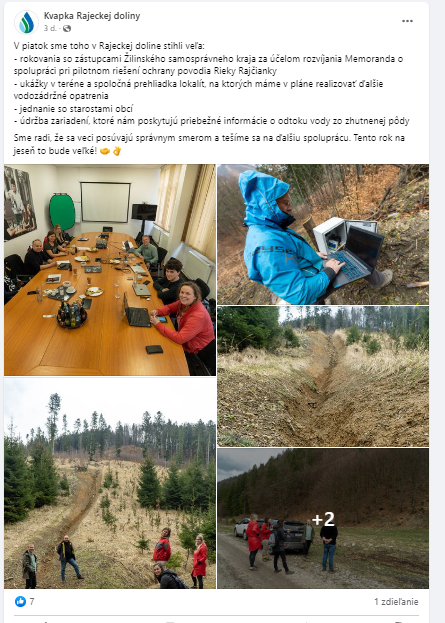 Kvapka Rajeckej doliny
3 d. ·
V piatok sme toho v Rajeckej doline stihli veľa:
- rokovania so zástupcami Žilinského samosprávneho kraja za účelom rozvíjania Memoranda o
spolupráci pri pilotnom riešení ochrany povodia Rieky Rajčianky
- ukážky v teréne a spoločná prehliadka lokalít, na ktorých máme v pláne realizovať ďalšie
vodozádržné opatrenia
- jednanie so starostami obcí
- údržba zariadení, ktoré nám poskytujú priebežné informácie o odtoku vody zo zhutnenej pôdy
Sme radi, že sa veci posúvajú správnym smerom a tešíme sa na ďalšiu spoluprácu. Tento rok na
jeseň to bude veľké! 🤝✌️
+2
7
1 zdieľanie